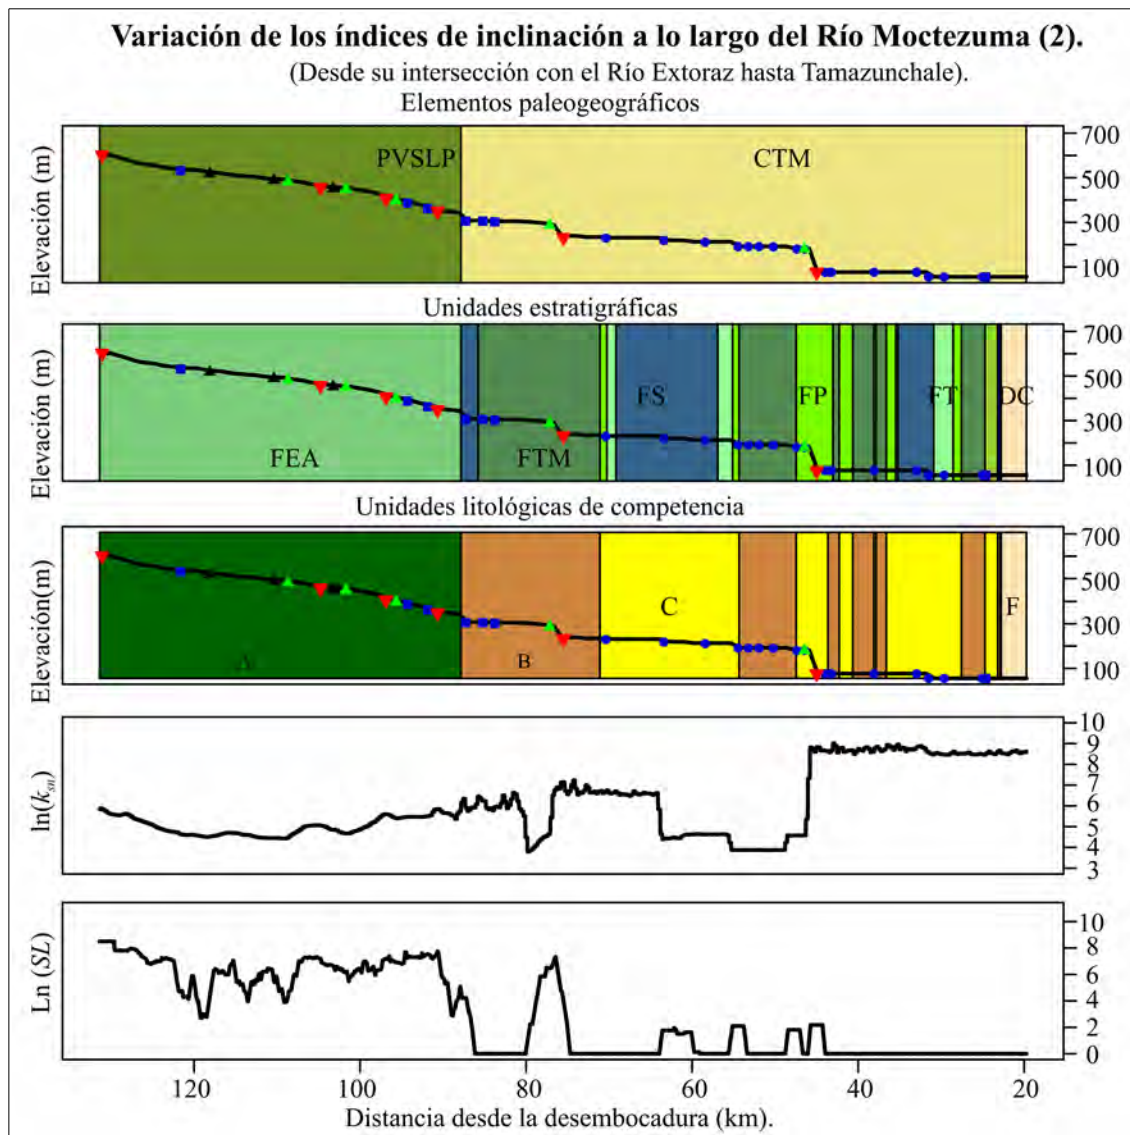 Variación de los índices de inclinación a lo largo del Río Moctezuma (2).
(Desde su intersección con el Río Extoraz hasta Tamazunchale).
Elementos paleogeográficos
Elevación (m)
PVSLP
CTM
700
500
300
100
Unidades estratigráficas
Elevación (m)
FEA
FTM
FS
FP
FT
DC
700
500
300
100
Unidades litológicas de competencia
Elevación(m)
A
B
C
F
700
500
300
100
ln(ksn)
10
9
8
7
6
5
4
3
Ln (SL)
10
8
6
4
2
0
120
100
80
60
40
20
Distancia desde la desembocadura (km).